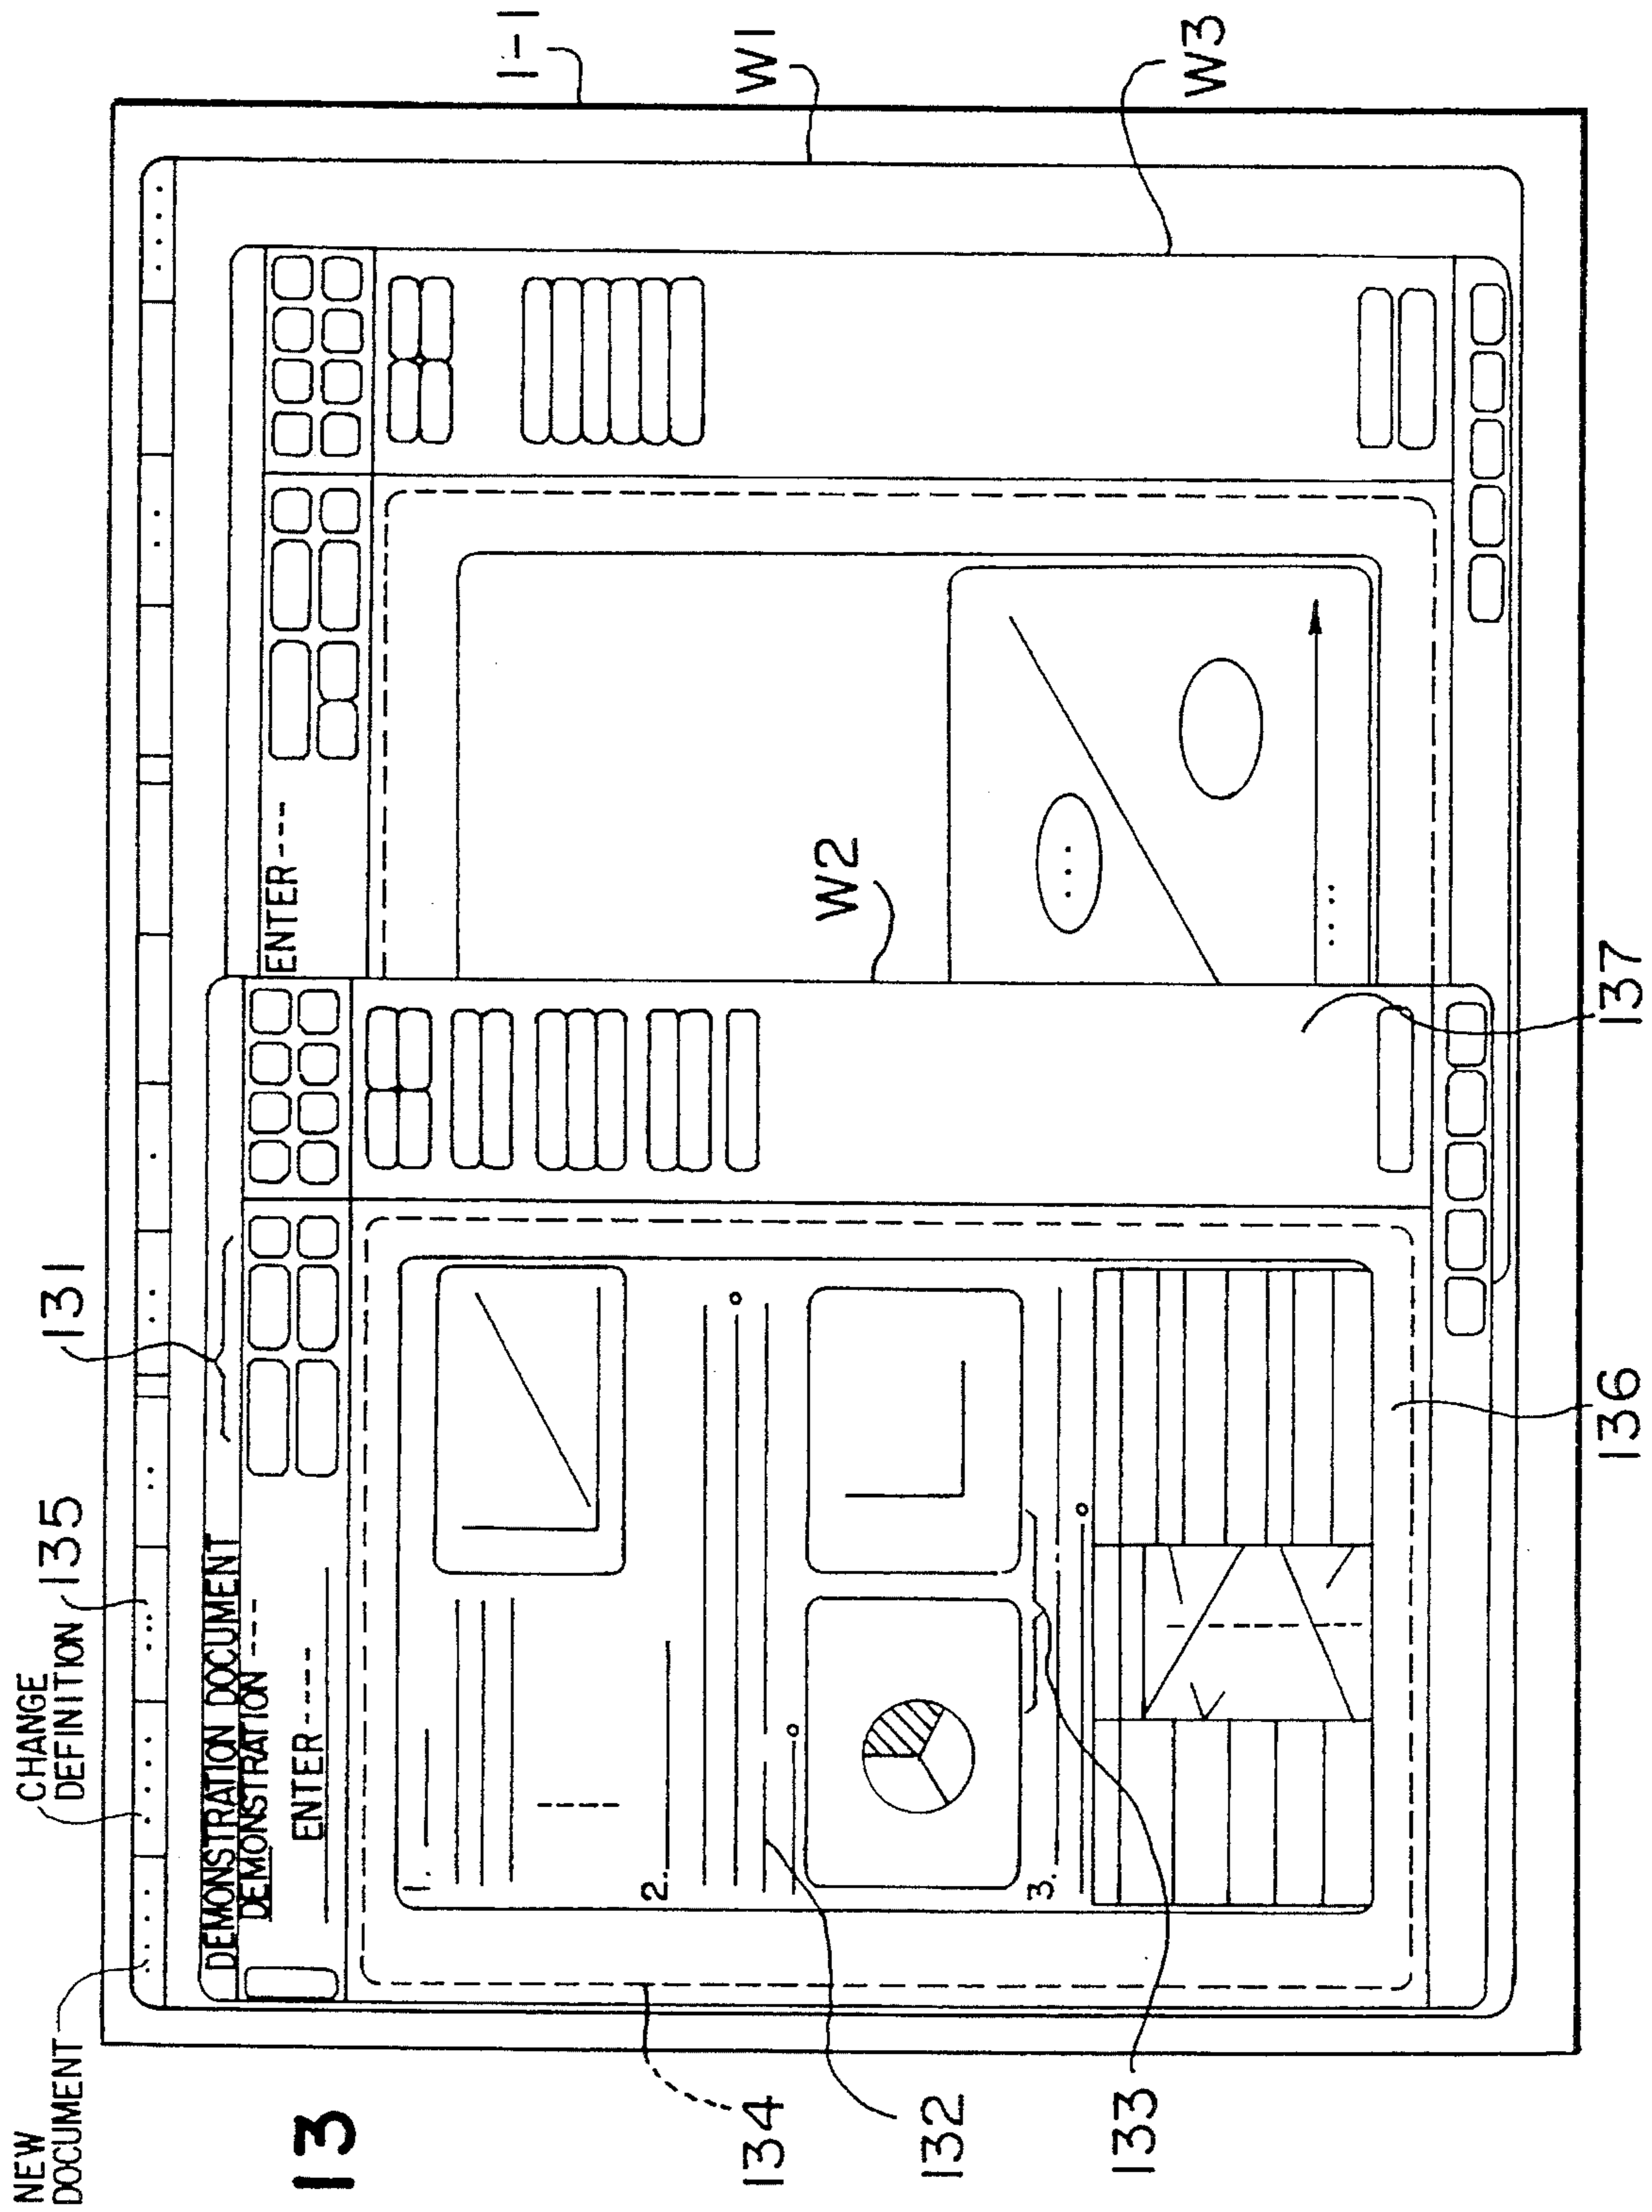 NEW
DOCUMENT
CHANGE
DEFINITION
135
131
1-1
W1
W3
13
DEMONSTRATION DOCUMENT
DEMONSTRATION ---
ENTER-----
ENTER----
W2
1.
2.
3.
134
132
133
136
137